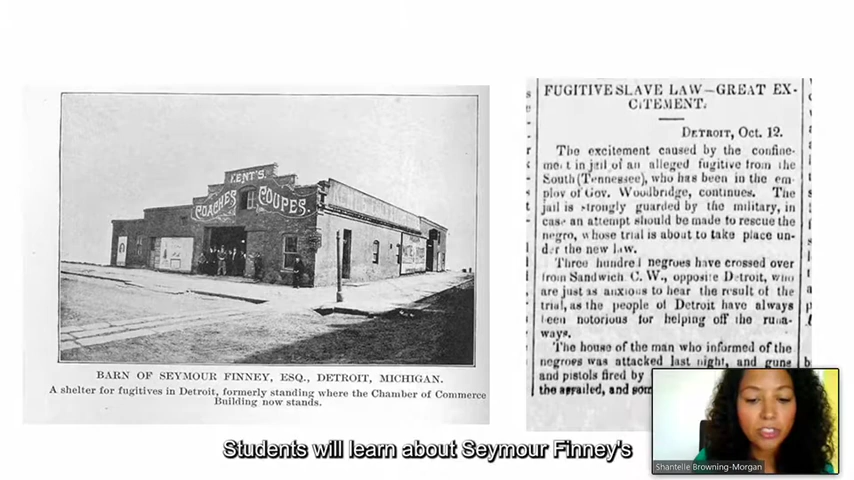 KENT'S
COACHES COUPES.
BARN OF SEYMOUR FINNEY, ESQ., DETROIT, MICHIGAN.
A shelter for fugitives in Detroit, formerly standing where the Chamber of Commerce
Building now stands.
FUGITIVE SLAVE LAW—GREAT EX-
CITEMENT.
DETROIT, Oct. 12.
The excitement caused by the confine-
ment in jail of an alleged fugitive from the
South (Tennessee), who has been in the em-
ploy of Gov. Woodbridge, continues. The
jail is strongly guarded by the military, in
case an attempt should be made to rescue the
negro, whose trial is about to take place un-
der the new law.
Three hundred negroes have crossed over
from Sandwich C. W., opposite Detroit, who
are just as anxious to hear the result of the
trial, as the people of Detroit have always
been notorious for helping off the runa-
ways.
The house of the man who informed of the
negroes was attacked last night, and guns
and pistols fired by
the assailed, and
Students will learn about Seymour Finney's
Shantelle Browning-Morgan